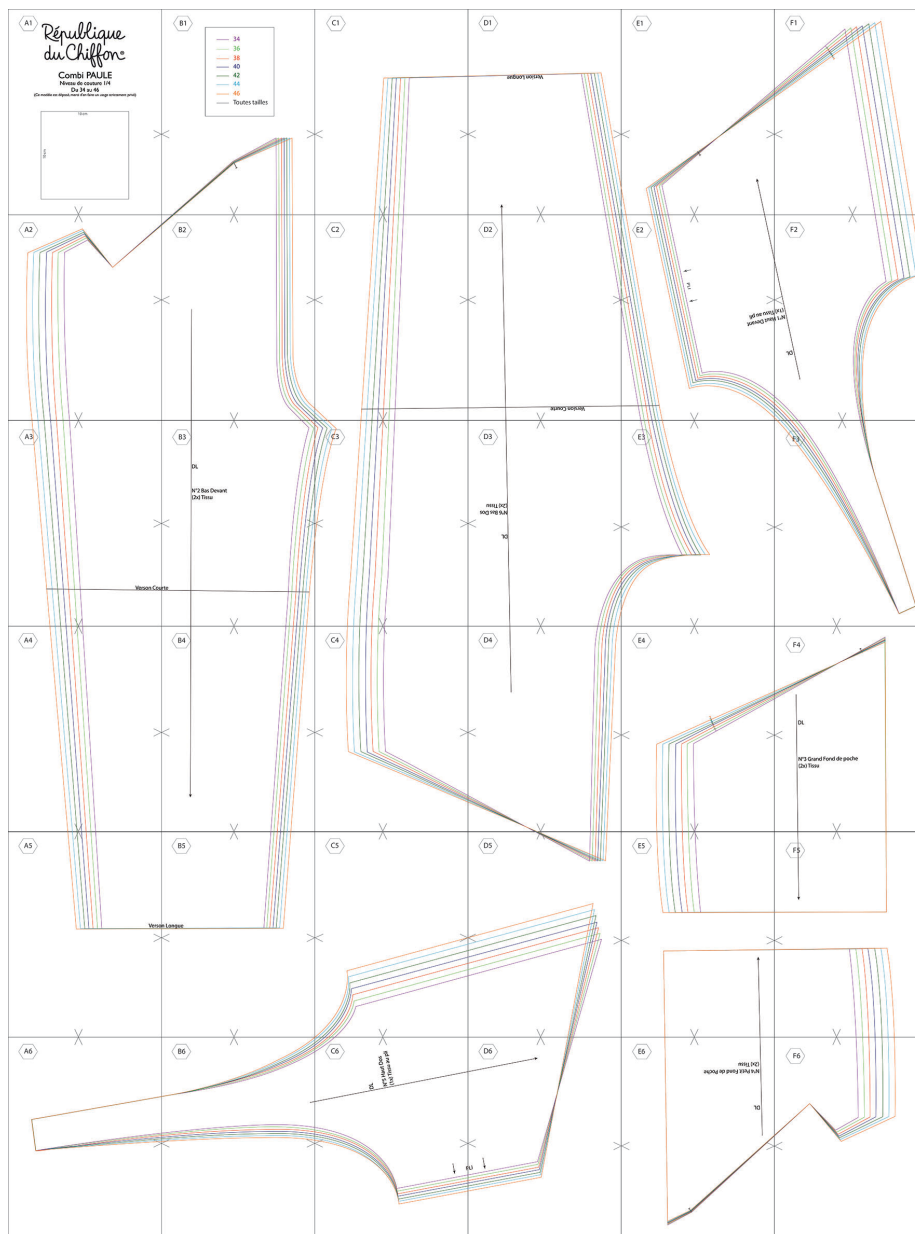 A1
B1
C1
D1
E1
F1
République
du Chiffon®
Combi PAULE
Niveau de couture 1/4
Du 34 au 46
10cm
10cm
34
36
38
40
42
44
46
Toutes tailles
Version Longue
A2
B2
C2
D2
E2
F2
PLI
N°1 Haut Devant
(1x) Tissu au pli
DL
Version Courte
A3
B3
C3
D3
E3
F3
DL
N°2 Bas Devant
(2x) Tissu
N°6 Bas Dos
(2x) Tissu
DL
Verson Courte
A4
B4
C4
D4
E4
F4
DL
N°3 Grand Fond de poche
(2x) Tissu
A5
B5
C5
D5
E5
F5
Verson Longue
A6
B6
C6
D6
E6
F6
DL
N°5 Haut Dos
(1x) Tissu au pli
PLI
N°4 Petit Fond de Poche
(2x) Tissu
DL